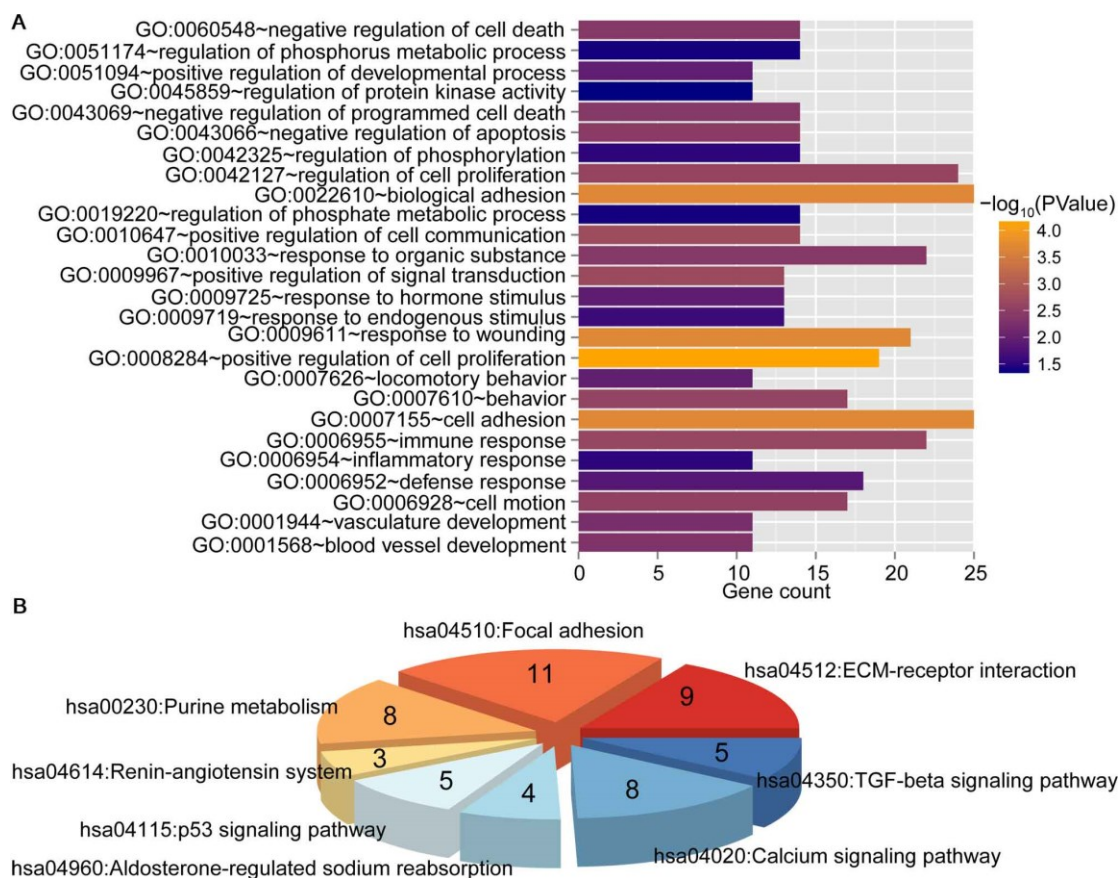 A
GO:0060548~negative regulation of cell death
GO:0051174~regulation of phosphorus metabolic process
GO:0051094~positive regulation of developmental process
GO:0045859~regulation of protein kinase activity
GO:0043069~negative regulation of programmed cell death
GO:0043066~negative regulation of apoptosis
GO:0042325~regulation of phosphorylation
GO:0042127~regulation of cell proliferation
GO:0022610~biological adhesion
GO:0019220~regulation of phosphate metabolic process
GO:0010647~positive regulation of cell communication
GO:0010033~response to organic substance
GO:0009967~positive regulation of signal transduction
GO:0009725~response to hormone stimulus
GO:0009719~response to endogenous stimulus
GO:0009611~response to wounding
GO:0008284~positive regulation of cell proliferation
GO:0007626~locomotory behavior
GO:0007610~behavior
GO:0007155~cell adhesion
GO:0006955~immune response
GO:0006954~inflammatory response
GO:0006952~defense response
GO:0006928~cell motion
GO:0001944~vasculature development
GO:0001568~blood vessel development
0 5 10 15 20 25
Gene count
−log10(PValue)
4.0
3.5
3.0
2.5
2.0
1.5
B
hsa04510:Focal adhesion
11
hsa04512:ECM-receptor interaction
9
hsa00230:Purine metabolism
8
hsa04614:Renin-angiotensin system
3
5
hsa04350:TGF-beta signaling pathway
5
4
8
hsa04115:p53 signaling pathway
hsa04020:Calcium signaling pathway
hsa04960:Aldosterone-regulated sodium reabsorption